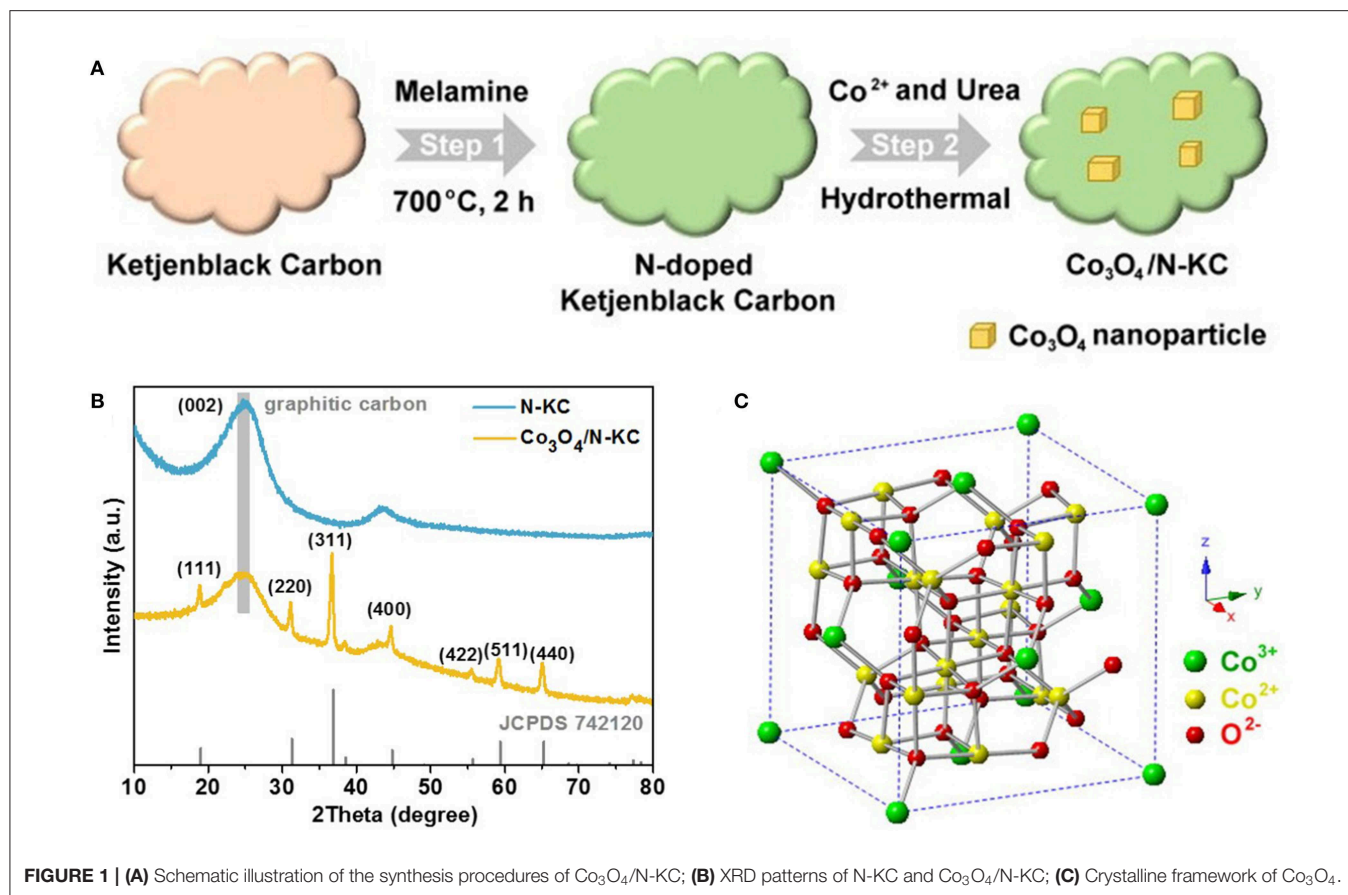 A
Melamine
Step 1
700°C, 2 h
Co²⁺ and Urea
Step 2
Hydrothermal
Ketjenblack Carbon
N-doped
Ketjenblack Carbon
Co₃O₄/N-KC
Co₃O₄ nanoparticle
B
(002)
graphitic carbon
N-KC
Co₃O₄/N-KC
(111)
(220)
(311)
(400)
(422)
(511)
(440)
JCPDS 742120
Intensity (a.u.)
10 20 30 40 50 60 70 80
2Theta (degree)
C
z
y
x
Co³⁺
Co²⁺
O²⁻
FIGURE 1 | (A) Schematic illustration of the synthesis procedures of Co₃O₄/N-KC; (B) XRD patterns of N-KC and Co₃O₄/N-KC; (C) Crystalline framework of Co₃O₄.